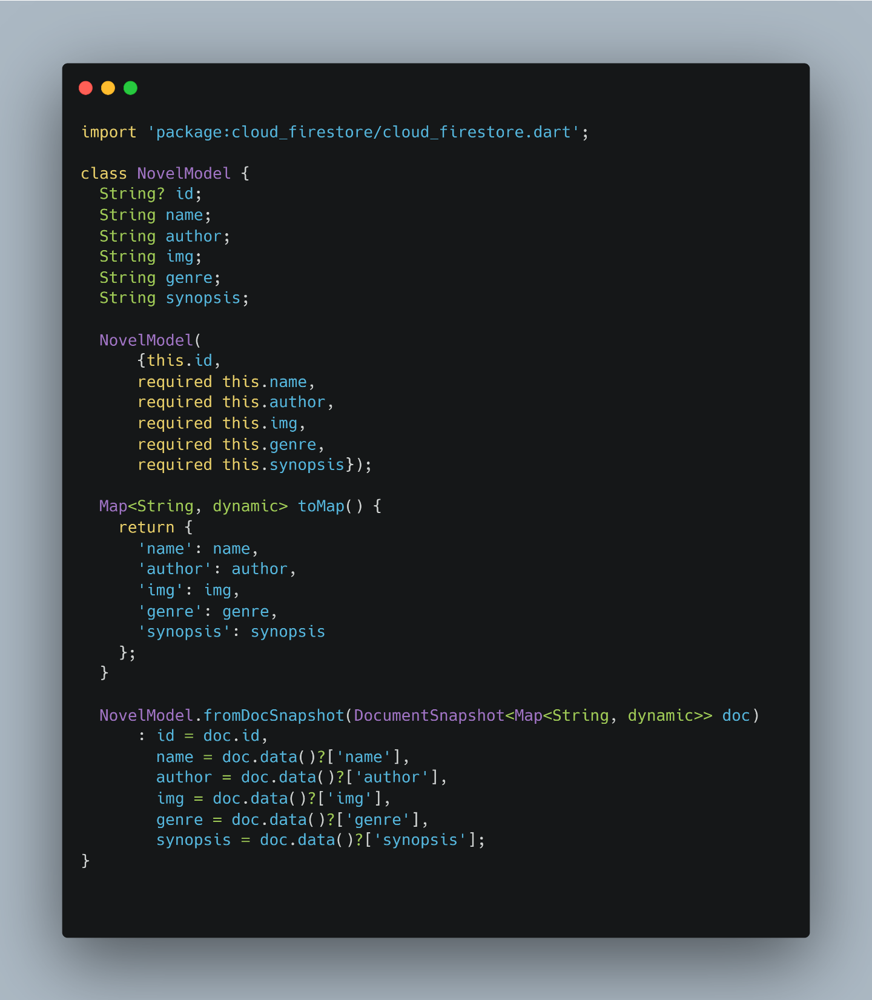 import 'package:cloud_firestore/cloud_firestore.dart';

class NovelModel {
  String? id;
  String name;
  String author;
  String img;
  String genre;
  String synopsis;

  NovelModel(
      {this.id,
      required this.name,
      required this.author,
      required this.img,
      required this.genre,
      required this.synopsis});

  Map<String, dynamic> toMap() {
    return {
      'name': name,
      'author': author,
      'img': img,
      'genre': genre,
      'synopsis': synopsis
    };
  }

  NovelModel.fromDocSnapshot(DocumentSnapshot<Map<String, dynamic>> doc)
      : id = doc.id,
        name = doc.data()?['name'],
        author = doc.data()?['author'],
        img = doc.data()?['img'],
        genre = doc.data()?['genre'],
        synopsis = doc.data()?['synopsis'];
}